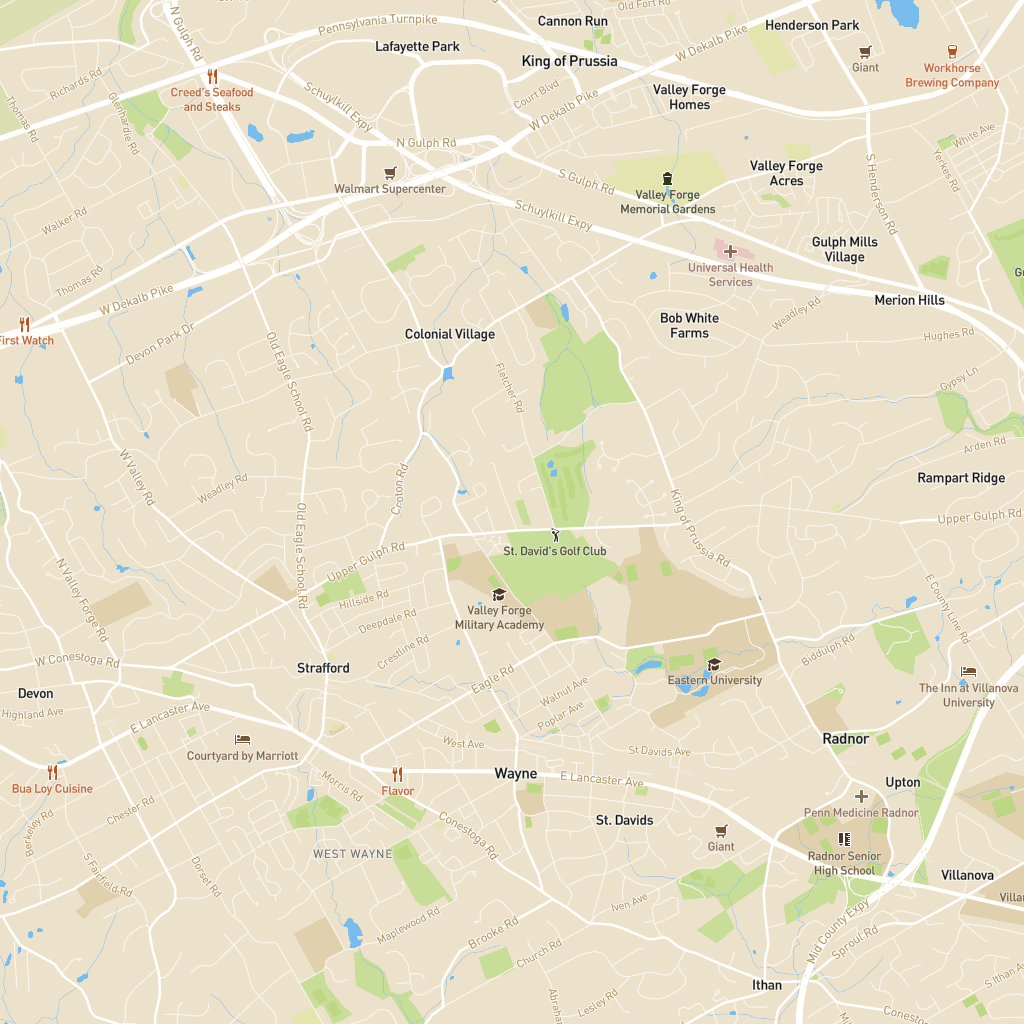 Old Fort Rd
Cannon Run
N Gulph Rd
Pennsylvania Turnpike
Henderson Park
Lafayette Park
W Dekalb Pike
King of Prussia
Giant
Workhorse
Brewing Company
Creed's Seafood
and Steaks
Richards Rd
Schuylkill Expy
Court Blvd
Valley Forge
Homes
Thomas Rd
Glenhardie Rd
W Dekalb Pike
N Gulph Rd
White Ave
Yerkes Rd
S Henderson Rd
Walmart Supercenter
S Gulph Rd
Valley Forge
Acres
Valley Forge
Memorial Gardens
Walker Rd
Schuylkill Expy
Gulph Mills
Village
Universal Health
Services
Thomas Rd
W Dekalb Pike
Merion Hills
Bob White
Farms
Weadley Rd
First Watch
Devon Park Dr
Old Eagle School Rd
Colonial Village
Hughes Rd
Fletcher Rd
Gypsy Ln
Arden Rd
W Valley Rd
Weadley Rd
Croton Rd
Rampart Ridge
King of Prussia Rd
Upper Gulph Rd
Old Eagle School Rd
Upper Gulph Rd
St. David's Golf Club
N Valley Forge Rd
Hillside Rd
Valley Forge
Military Academy
E County Line Rd
Deepdale Rd
Crestline Rd
Biddulph Rd
W Conestoga Rd
Strafford
Eagle Rd
Eastern University
The Inn at Villanova
University
Devon
Highland Ave
E Lancaster Ave
Walnut Ave
Poplar Ave
Courtyard by Marriott
West Ave
St Davids Ave
Radnor
Bua Loy Cuisine
Morris Rd
Flavor
Wayne
E Lancaster Ave
Upton
Chester Rd
Berkeley Rd
Conestoga Rd
St. Davids
Penn Medicine Radnor
Giant
WEST WAYNE
Radnor Senior
High School
S Fairfield Rd
Dorset Rd
Villanova
Iven Ave
Maplewood Rd
Brooke Rd
Church Rd
Mid County Expy
Sproul Rd
Ithan
S Ithan Av
Lesley Rd
Conestog